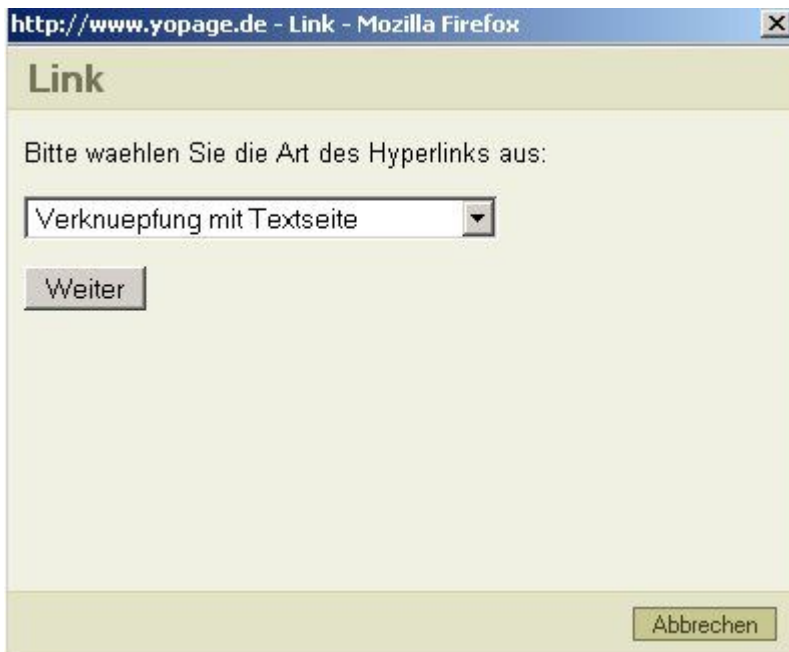 http://www.yopage.de - Link - Mozilla Firefox
Link
Bitte waehlen Sie die Art des Hyperlinks aus:
Verknuepfung mit Textseite
Weiter
Abbrechen